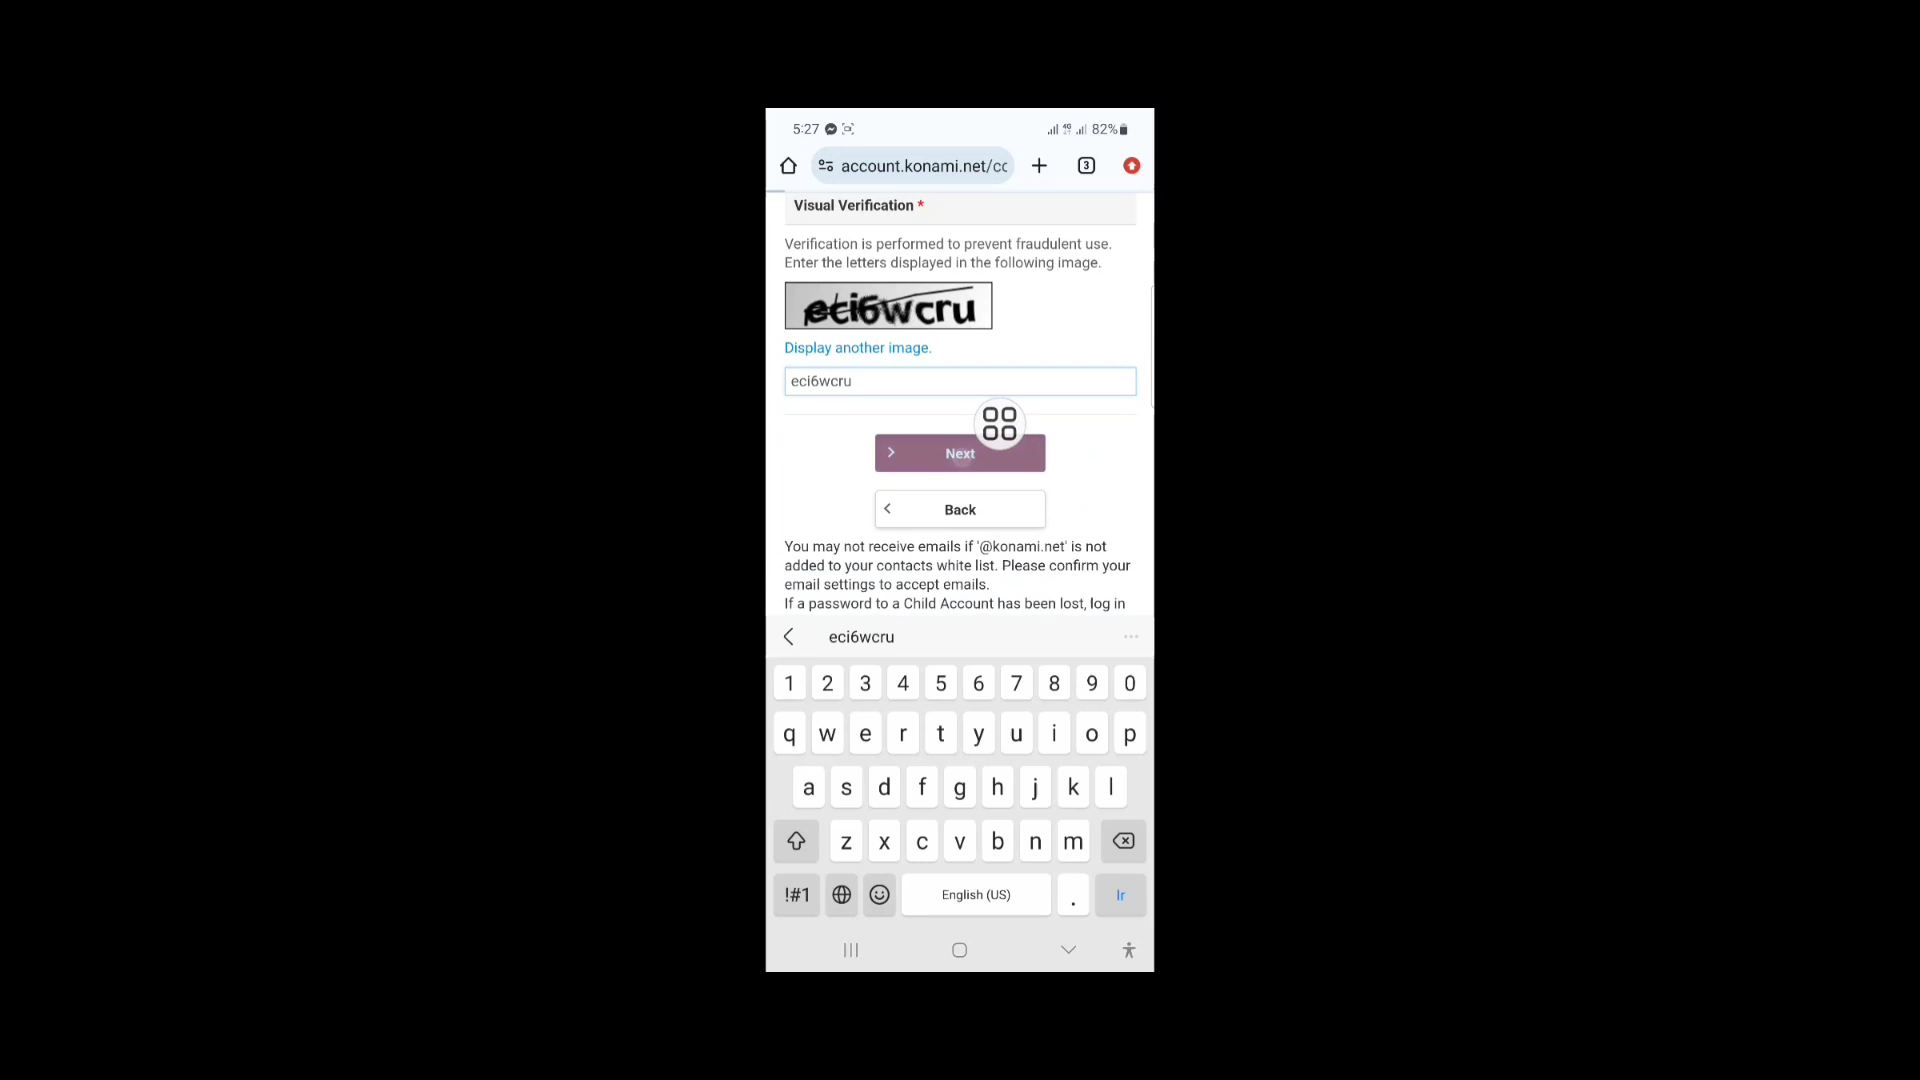 5:27 4G 82%
account.konami.net/cc 3
Visual Verification *
Verification is performed to prevent fraudulent use.
Enter the letters displayed in the following image.
eci6wcru
Display another image.
eci6wcru
Next
Back
You may not receive emails if '@konami.net' is not
added to your contacts white list. Please confirm your
email settings to accept emails.
If a password to a Child Account has been lost, log in
eci6wcru
1 2 3 4 5 6 7 8 9 0
q w e r t y u i o p
a s d f g h j k l
z x c v b n m
!#1 English (US) . Ir